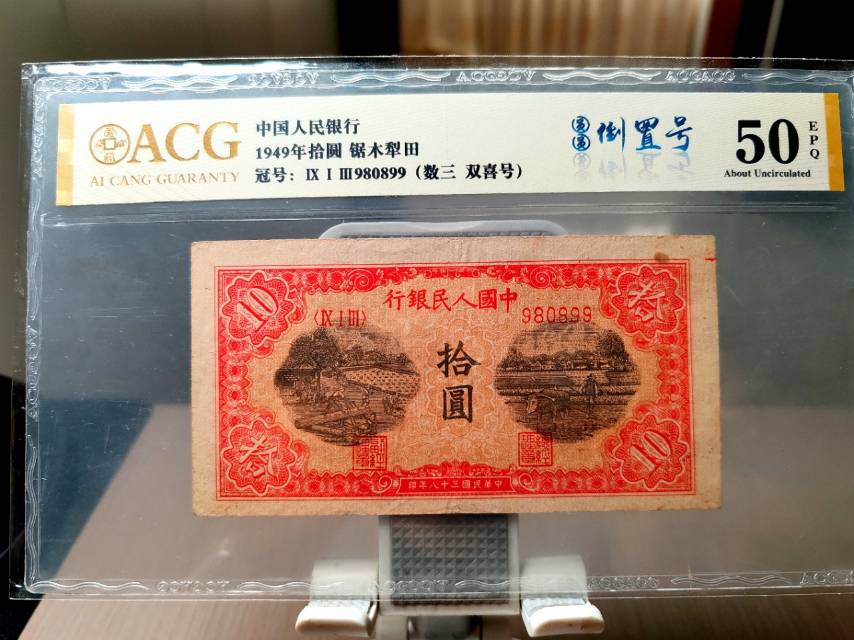 ACG
AI CANG GUARANTY
中国人民银行
1949年拾圆 锯木犁田
冠号: Ⅸ Ⅰ Ⅲ980899 (数三 双喜号)
倒置号
50
EPQ
About Uncirculated
行銀民人國中
10
〈Ⅸ Ⅰ Ⅲ〉
980899
拾圓
印年八十三國民華中
10